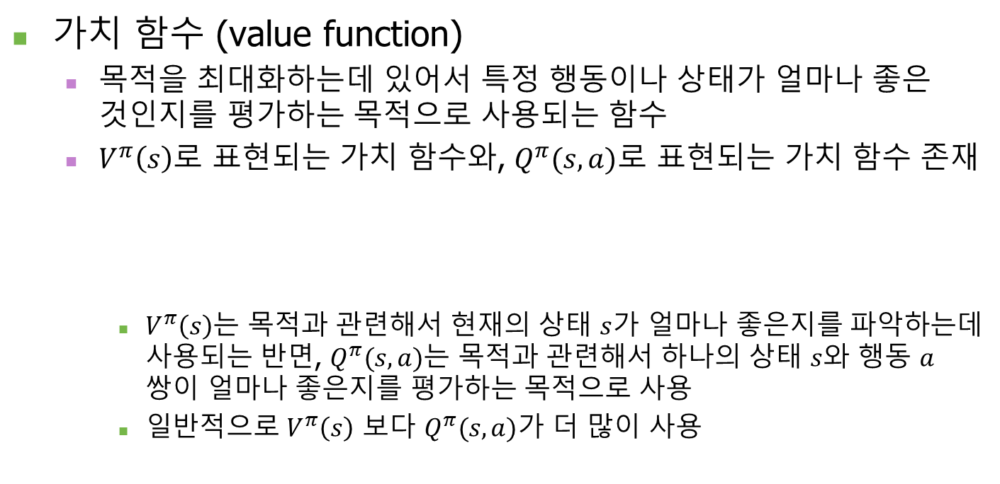 가치 함수 (value function)
목적을 최대화하는데 있어서 특정 행동이나 상태가 얼마나 좋은
것인지를 평가하는 목적으로 사용되는 함수
V^π(s)로 표현되는 가치 함수와, Q^π(s, a)로 표현되는 가치 함수 존재
V^π(s)는 목적과 관련해서 현재의 상태 s가 얼마나 좋은지를 파악하는데
사용되는 반면, Q^π(s, a)는 목적과 관련해서 하나의 상태 s와 행동 a
쌍이 얼마나 좋은지를 평가하는 목적으로 사용
일반적으로 V^π(s) 보다 Q^π(s, a)가 더 많이 사용